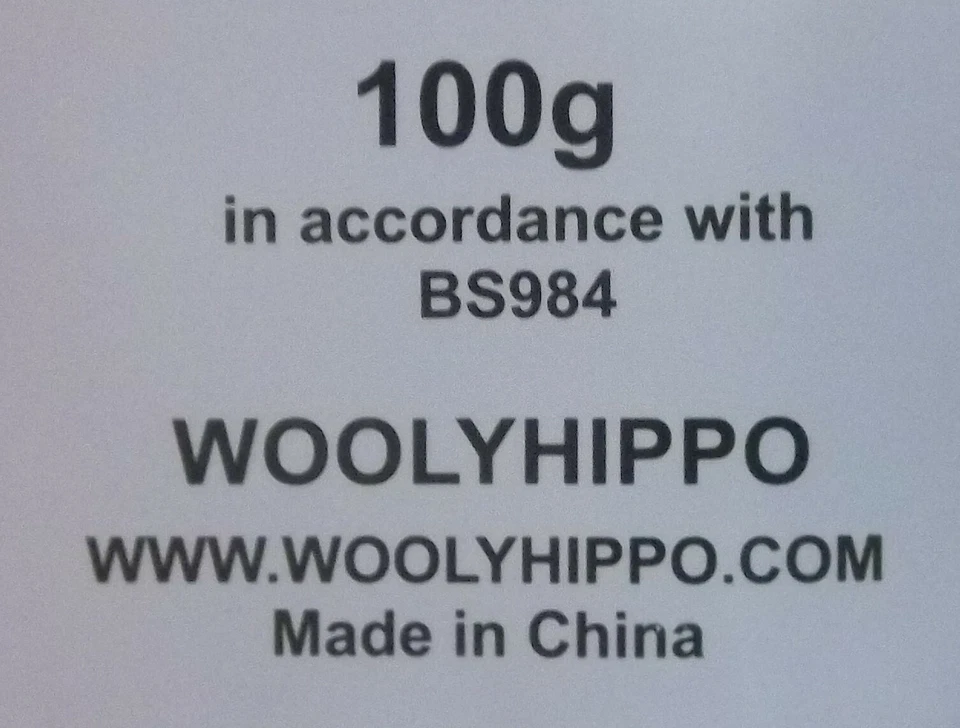 100g
in accordance with
BS984
WOOLYHIPPO
WWW.WOOLYHIPPO.COM
Made in China